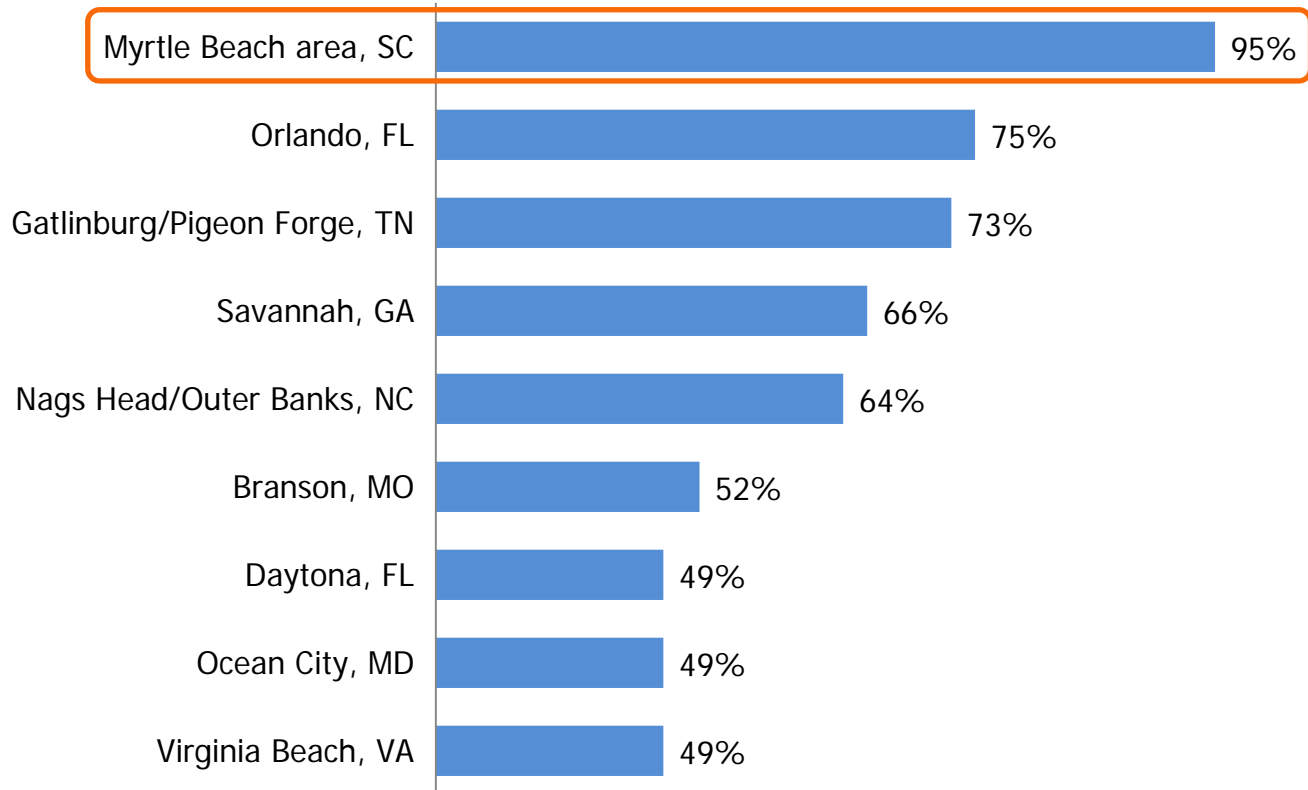 Myrtle Beach area, SC 95%
Orlando, FL 75%
Gatlinburg/Pigeon Forge, TN 73%
Savannah, GA 66%
Nags Head/Outer Banks, NC 64%
Branson, MO 52%
Daytona, FL 49%
Ocean City, MD 49%
Virginia Beach, VA 49%